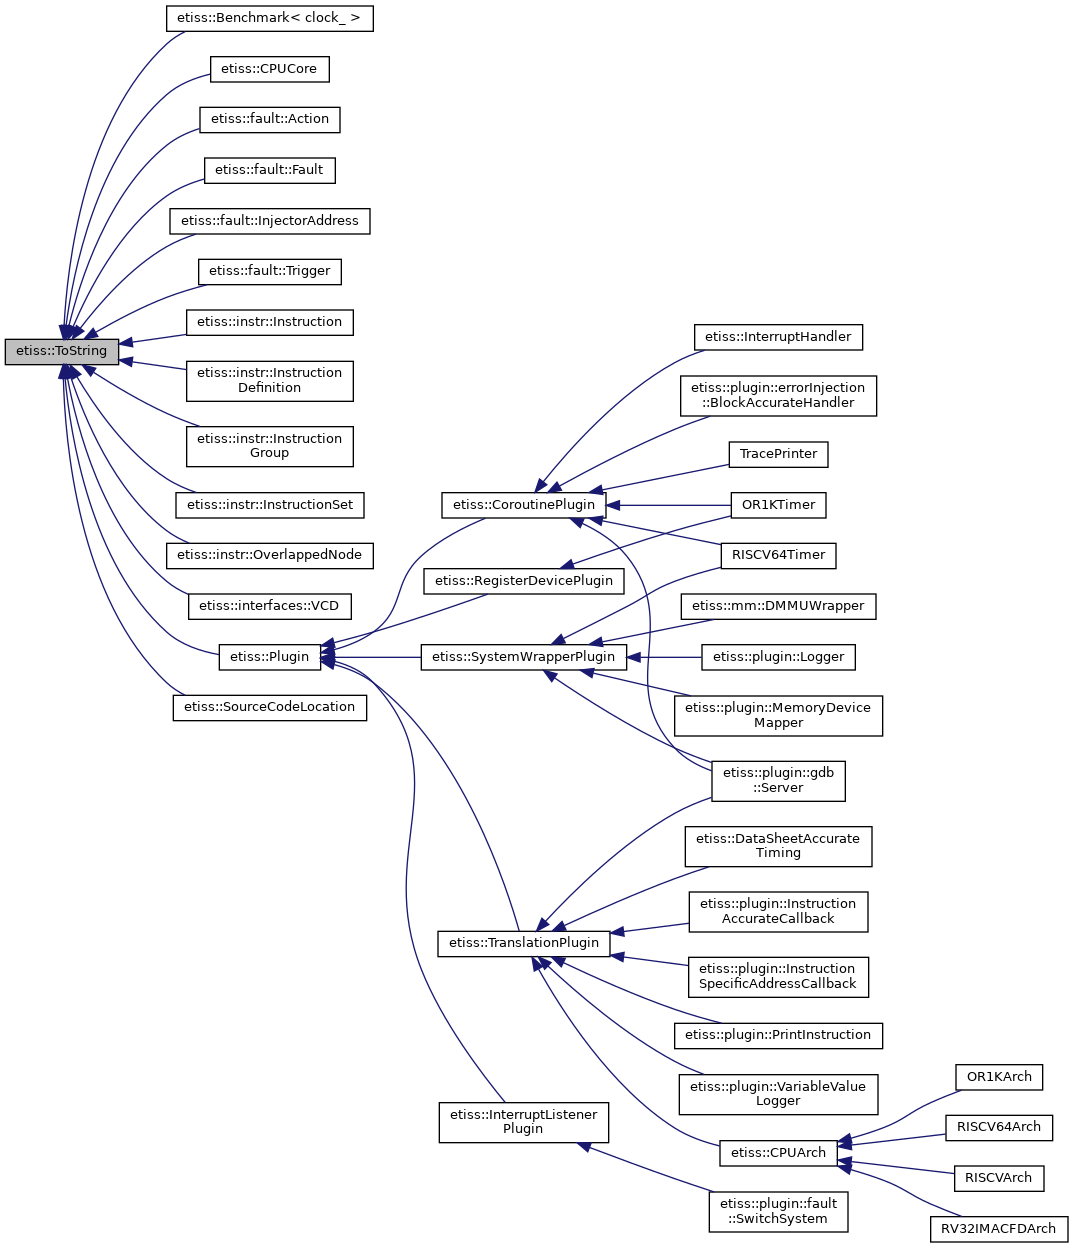 etiss::Benchmark< clock_ >
etiss::CPUCore
etiss::fault::Action
etiss::fault::Fault
etiss::fault::InjectorAddress
etiss::fault::Trigger
etiss::instr::Instruction
etiss::ToString
etiss::instr::Instruction
Definition
etiss::instr::Instruction
Group
etiss::instr::InstructionSet
etiss::instr::OverlappedNode
etiss::interfaces::VCD
etiss::Plugin
etiss::SourceCodeLocation
etiss::CoroutinePlugin
etiss::RegisterDevicePlugin
etiss::SystemWrapperPlugin
etiss::TranslationPlugin
etiss::InterruptListener
Plugin
etiss::InterruptHandler
etiss::plugin::errorInjection
::BlockAccurateHandler
TracePrinter
OR1KTimer
RISCV64Timer
etiss::mm::DMMUWrapper
etiss::plugin::Logger
etiss::plugin::MemoryDevice
Mapper
etiss::plugin::gdb
::Server
etiss::DataSheetAccurate
Timing
etiss::plugin::Instruction
AccurateCallback
etiss::plugin::Instruction
SpecificAddressCallback
etiss::plugin::PrintInstruction
etiss::plugin::VariableValue
Logger
etiss::CPUArch
etiss::plugin::fault
::SwitchSystem
OR1KArch
RISCV64Arch
RISCVArch
RV32IMACFDArch